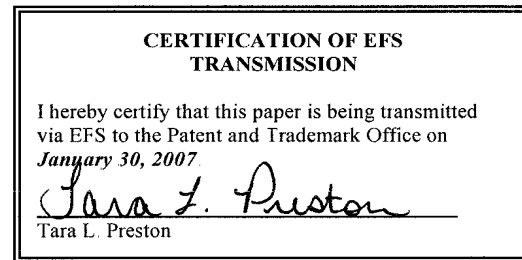 CERTIFICATION OF EFS
TRANSMISSION
I hereby certify that this paper is being transmitted
via EFS to the Patent and Trademark Office on
January 30, 2007
Tara L. Preston
Tara L. Preston